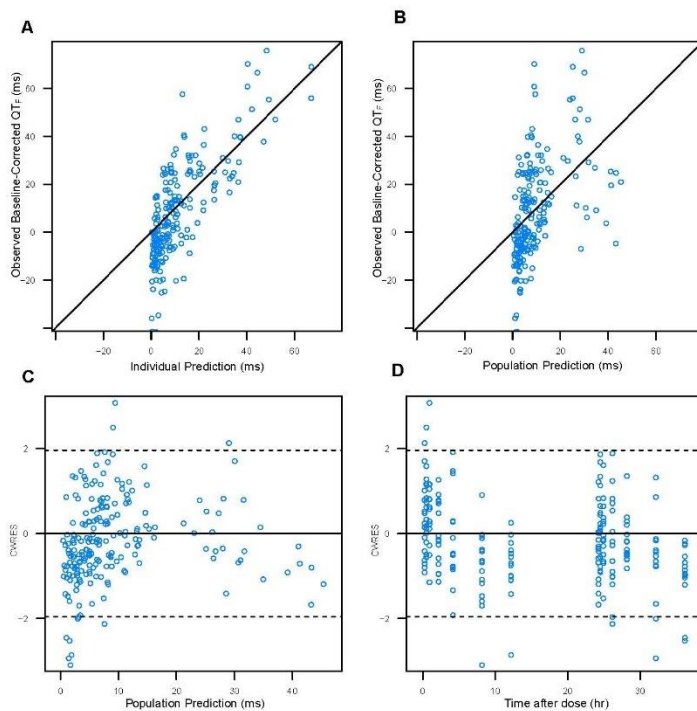 A
B
Observed Baseline-Corrected QTF (ms)
60
40
20
0
−20
−20 0 20 40 60
Individual Prediction (ms)
Observed Basline-Corrected QTF (ms)
60
40
20
0
−20
−20 0 20 40 60
Population Prediction (ms)
C
D
CWRES
2
0
−2
0 10 20 30 40
Population Prediction (ms)
CWRES
2
0
−2
0 10 20 30
Time after dose (hr)